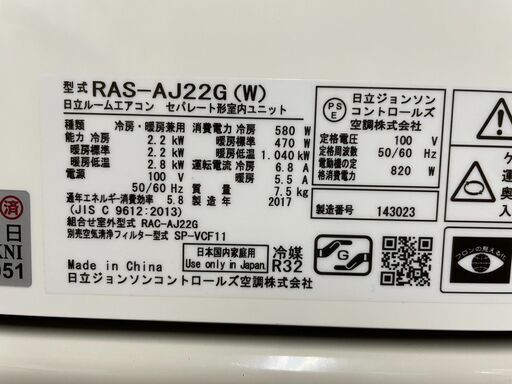 型式 RAS-AJ22G(W)
日立ルームエアコン セパレート形室内ユニット
種類 冷房・暖房兼用
能力 冷房 2.2 kW
暖房標準 2.2 kW
暖房低温 2.8 kW
電源 100 V
50/60 Hz
通年エネルギー消費効率 5.8
(JIS C 9612:2013)
消費電力 冷房 580 W
暖房標準 470 W
暖房低温 1.040 kW
運転電流 冷房 6.8 A
暖房 5.5 A
質量 7.5 kg
製造年 2017
組合せ室外型式 RAC-AJ22G
別売空気清浄フィルター型式 SP-VCF11
Made in China
日本国内家庭用
Use only in Japan.
冷媒
R32
日立ジョンソンコントロールズ空調株式会社
PSE
日立ジョンソン
コントロールズ
空調株式会社
定格電圧 100 V
定格周波数 50/60 Hz
電動機の定
格消費電力 820 W
製造番号 143023
G
フロンの見える化
済
日
KNI
051